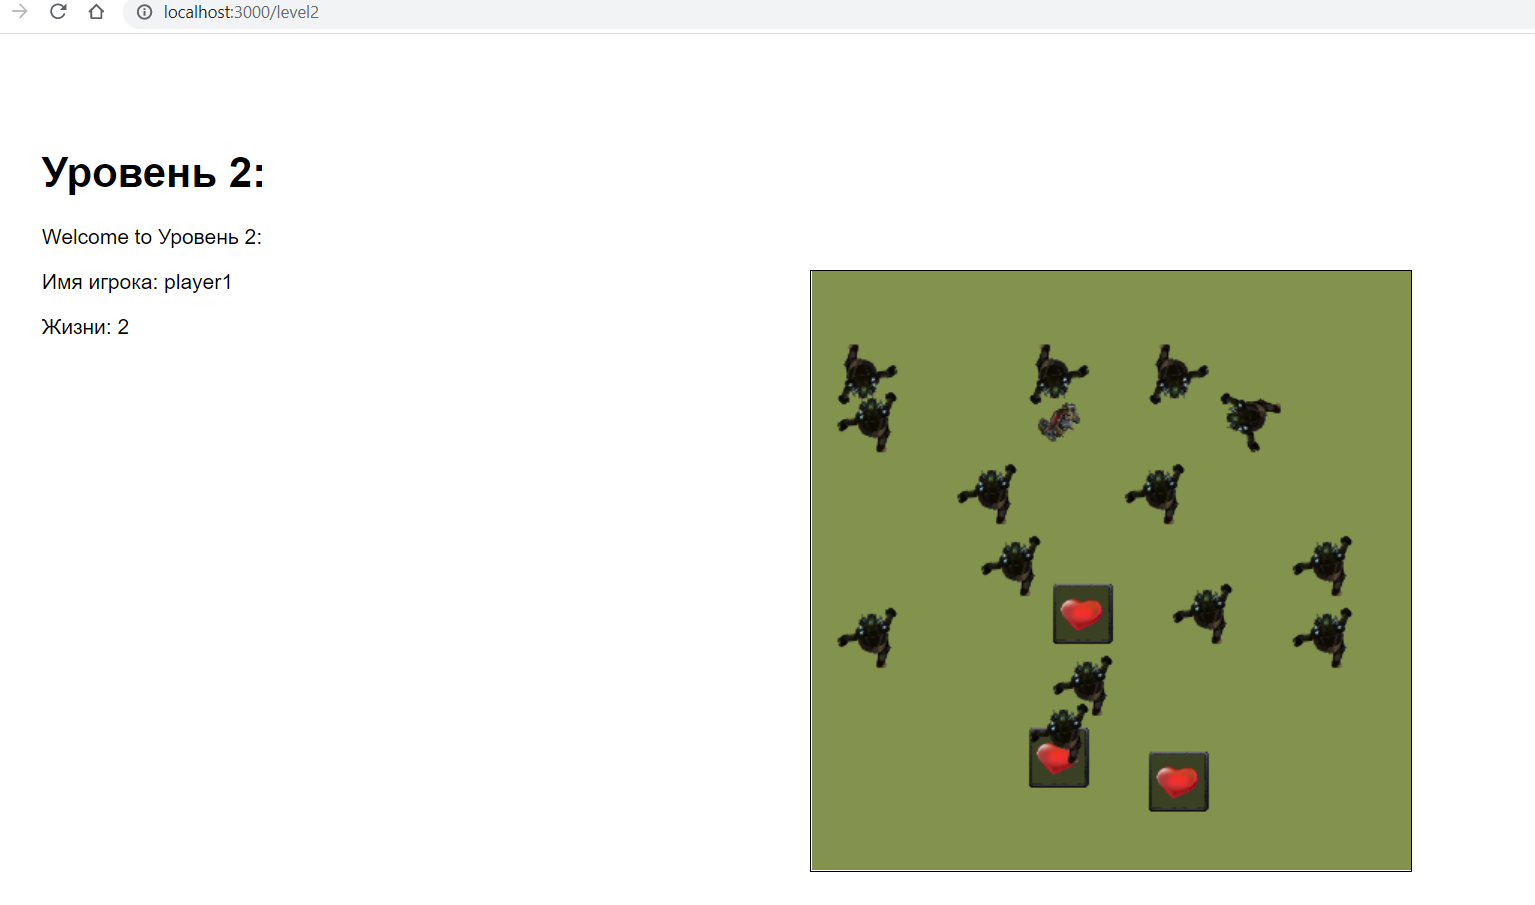 localhost:3000/level2
Уровень 2:
Welcome to Уровень 2:
Имя игрока: player1
Жизни: 2